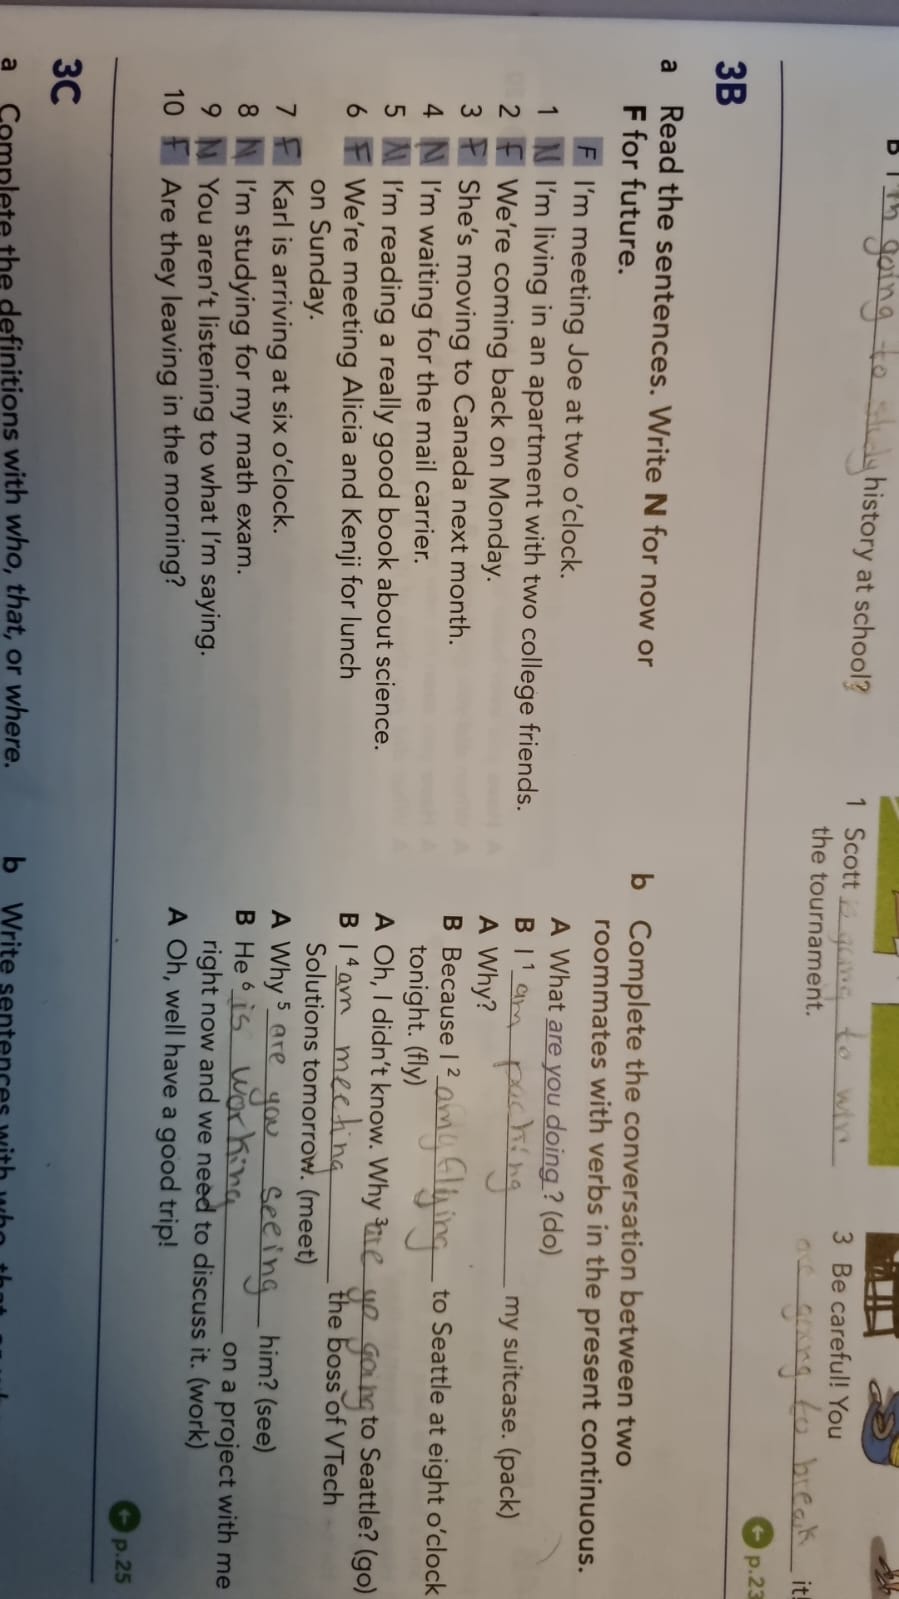 B I'm going to study history at school?
1 Scott is going to win
the tournament.
3 Be careful! You
are going to break it!
p.23
3B
a Read the sentences. Write N for now or
F for future.
F I'm meeting Joe at two o'clock.
1 N I'm living in an apartment with two college friends.
2 F We're coming back on Monday.
3 F She's moving to Canada next month.
4 N I'm waiting for the mail carrier.
5 N I'm reading a really good book about science.
6 F We're meeting Alicia and Kenji for lunch
on Sunday.
7 F Karl is arriving at six o'clock.
8 N I'm studying for my math exam.
9 N You aren't listening to what I'm saying.
10 F Are they leaving in the morning?
b Complete the conversation between two
roommates with verbs in the present continuous.
A What are you doing? (do)
B I 1 am packing my suitcase. (pack)
A Why?
B Because I 2 flying to Seattle at eight o'clock
tonight. (fly)
A Oh, I didn't know. Why 3 are yo going to Seattle? (go)
B I 4 am meeting the boss of VTech
Solutions tomorrow. (meet)
A Why 5 are you seeing him? (see)
B He 6 is working on a project with me
right now and we need to discuss it. (work)
A Oh, well have a good trip!
p.25
3C
a Complete the definitions with who, that, or where.
b Write sentences with who, that